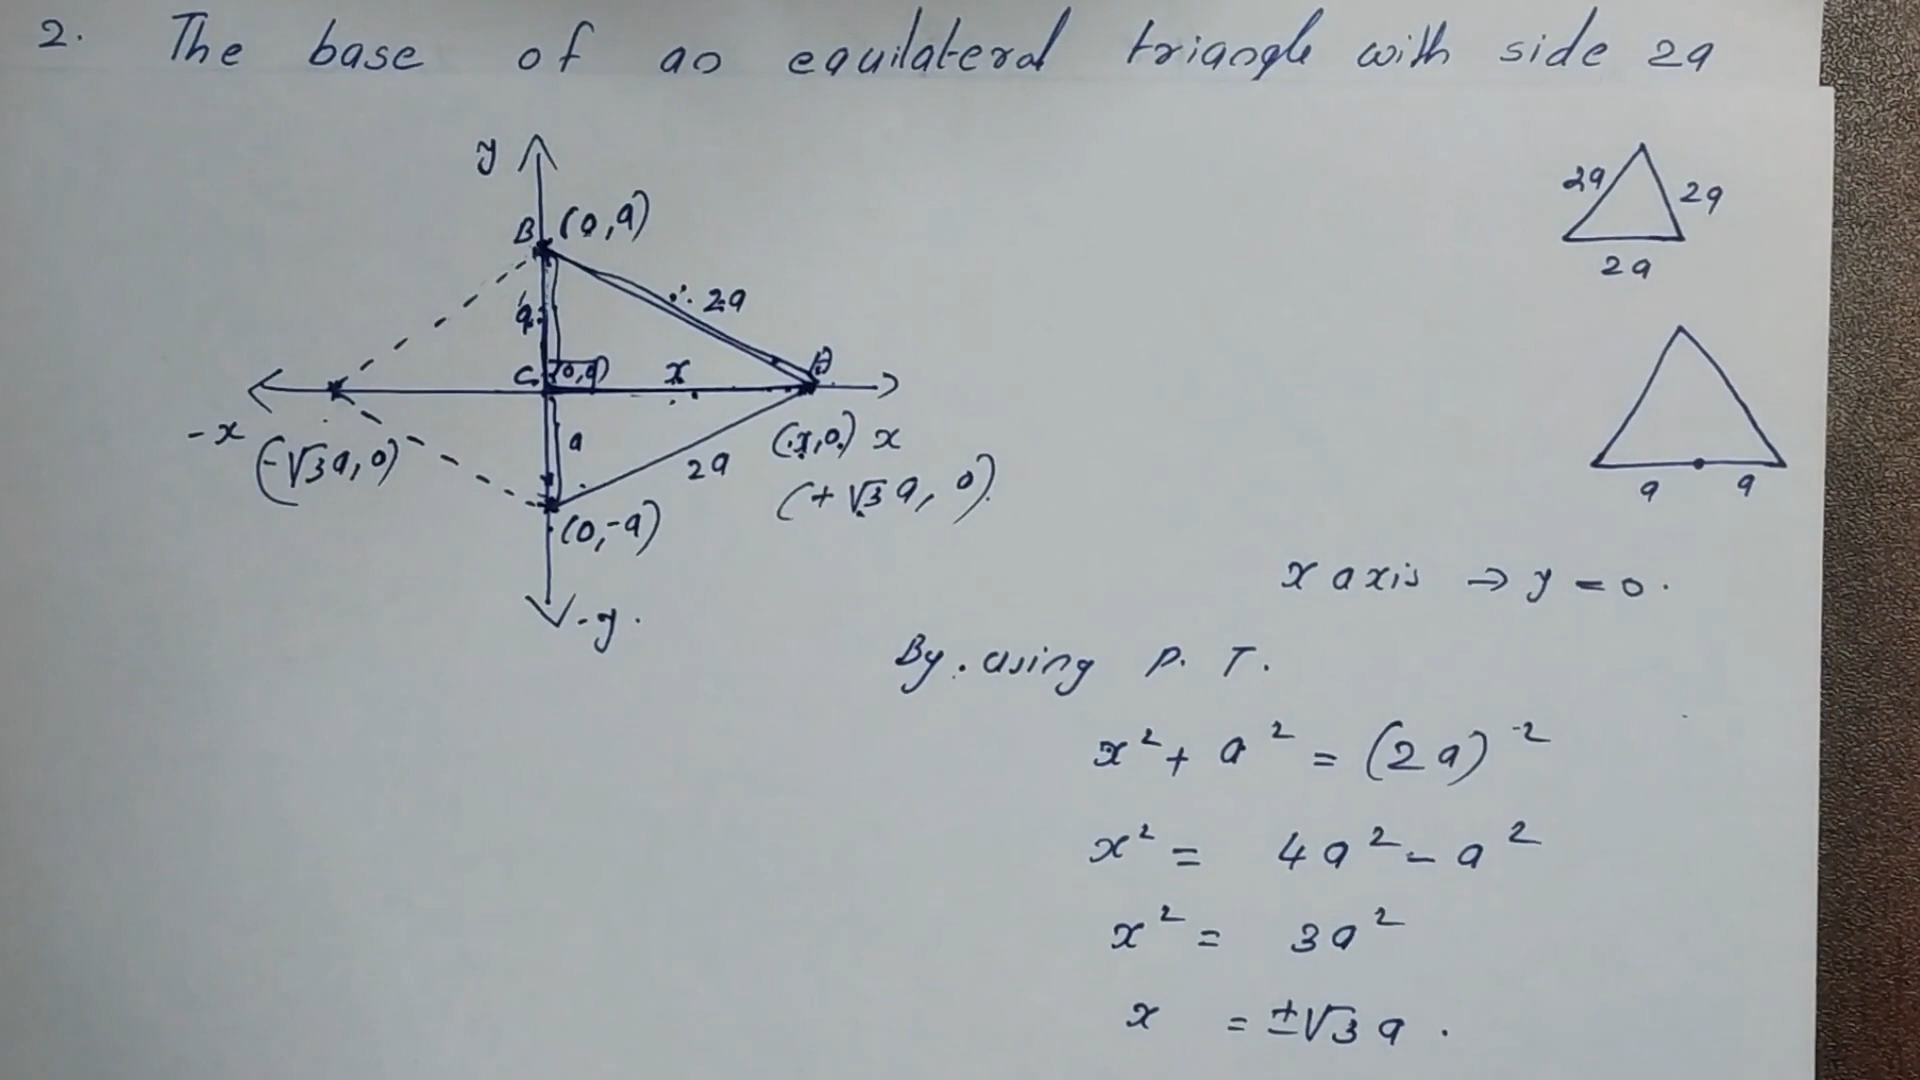 2. The base of an equilateral triangle with side 2a
y
B (0,a)
a
∴ 2a
C (0,0)
x
A
-x
(-√3a, 0)
a
2a
(x,0) x
(+√3a, 0)
(0,-a)
-y.
2a
2a
2a
a
a
x axis ⇒ y = 0.
By using P. T.
x² + a² = (2a)²
x² = 4a² - a²
x² = 3a²
x = ±√3 a.